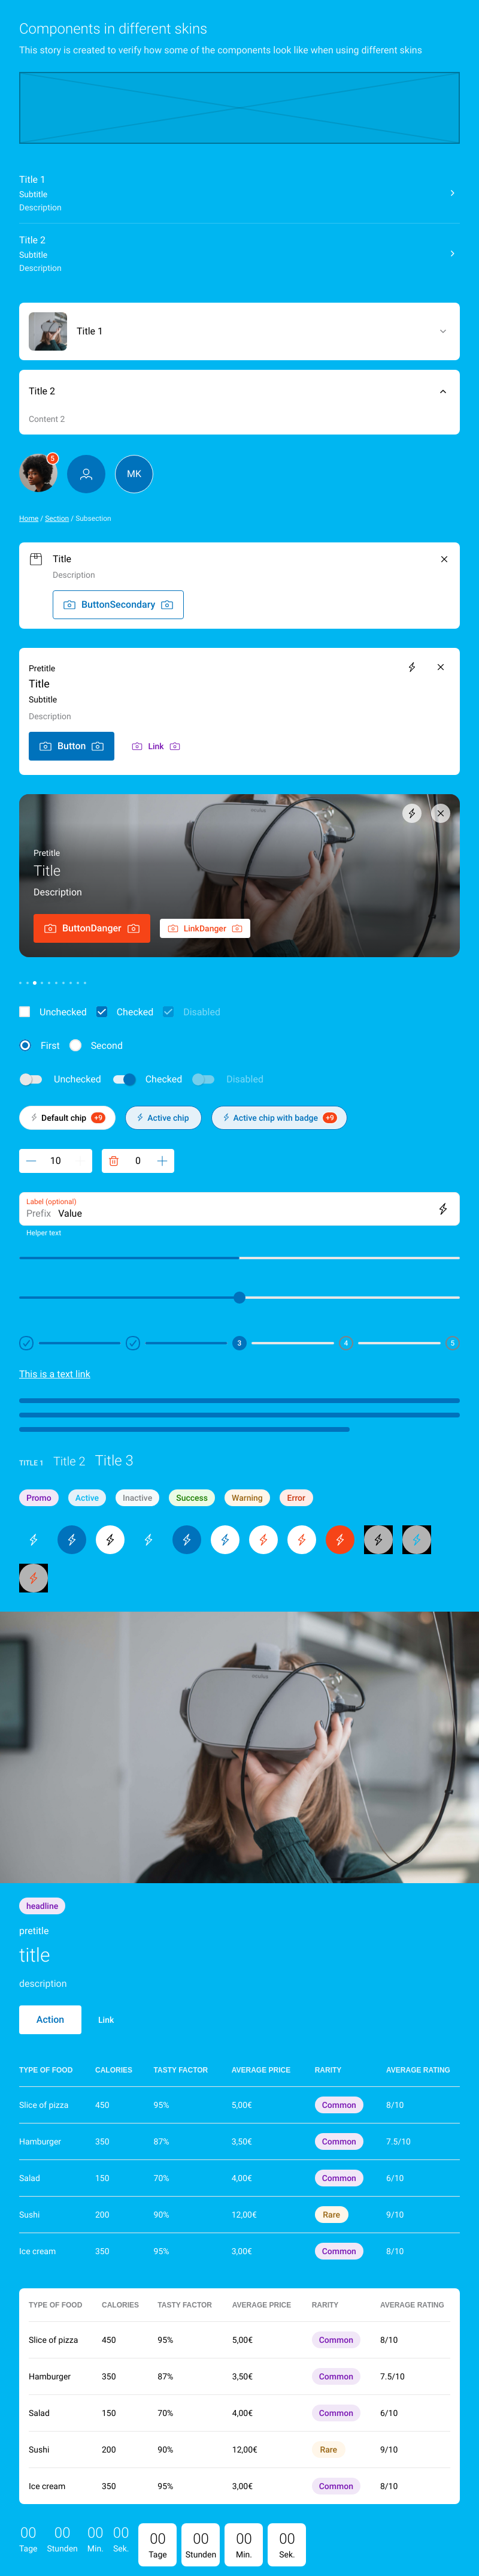 Components in different skins
This story is created to verify how some of the components look like when using different skins
Title 1
Subtitle
Description
Title 2
Subtitle
Description
Title 1
Title 2
Content 2
5
MK
Home / Section / Subsection
Title
Description
ButtonSecondary
Pretitle
Title
Subtitle
Description
Button Link
oculus
Pretitle
Title
Description
ButtonDanger LinkDanger
Unchecked Checked Disabled
First Second
Unchecked Checked Disabled
Default chip +9 Active chip Active chip with badge +9
10 0
Label (optional)
Prefix Value
Helper text
3 4 5
This is a text link
TITLE 1 Title 2 Title 3
Promo Active Inactive Success Warning Error
headline
pretitle
title
description
Action Link
TYPE OF FOOD CALORIES TASTY FACTOR AVERAGE PRICE RARITY AVERAGE RATING
Slice of pizza 450 95% 5,00€ Common 8/10
Hamburger 350 87% 3,50€ Common 7.5/10
Salad 150 70% 4,00€ Common 6/10
Sushi 200 90% 12,00€ Rare 9/10
Ice cream 350 95% 3,00€ Common 8/10
TYPE OF FOOD CALORIES TASTY FACTOR AVERAGE PRICE RARITY AVERAGE RATING
Slice of pizza 450 95% 5,00€ Common 8/10
Hamburger 350 87% 3,50€ Common 7.5/10
Salad 150 70% 4,00€ Common 6/10
Sushi 200 90% 12,00€ Rare 9/10
Ice cream 350 95% 3,00€ Common 8/10
00 00 00 00 00 00 00 00
Tage Stunden Min. Sek. Tage Stunden Min. Sek.